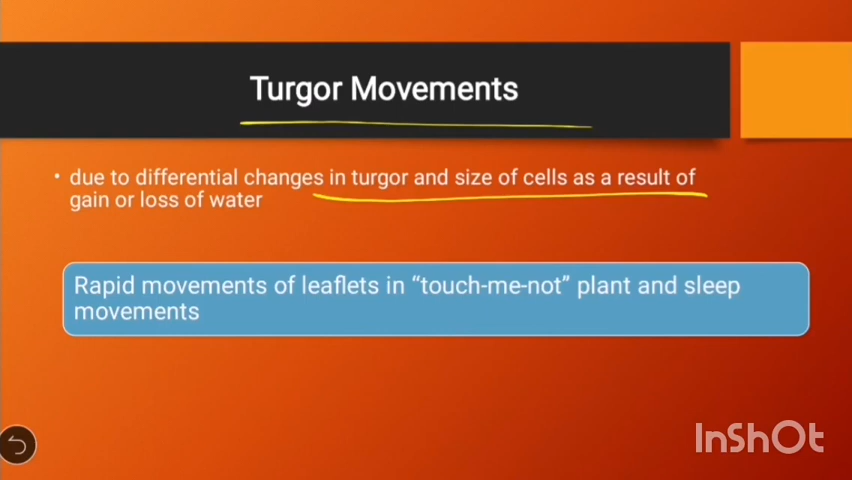 Turgor Movements
• due to differential changes in turgor and size of cells as a result of
gain or loss of water
Rapid movements of leaflets in “touch-me-not” plant and sleep
movements
InShOt